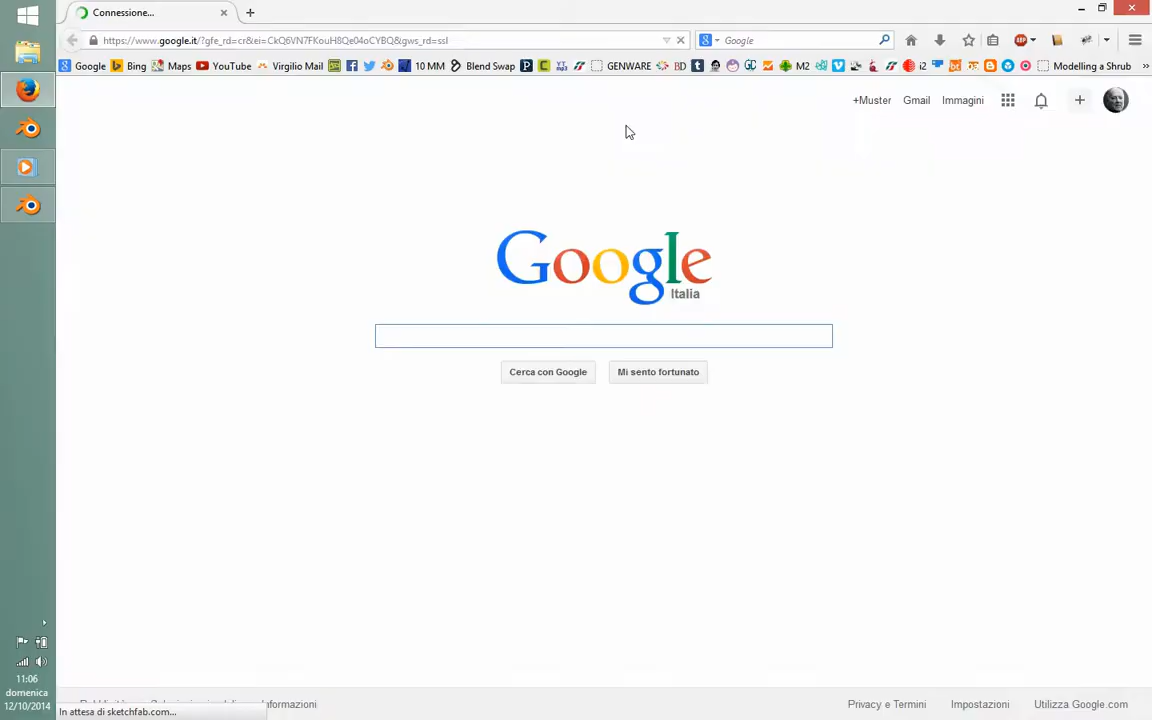 Connessione...
https://www.google.it/?gfe_rd=cr&ei=CkQ6VN7FKouH8Qe04oCYBQ&gws_rd=ssl
Google
Google Bing Maps YouTube Virgilio Mail 10 MM Blend Swap GENWARE BD M2 i2 Modelling a Shrub
+Muster Gmail Immagini
Google
Italia
Cerca con Google Mi sento fortunato
11:06
domenica
12/10/2014
Privacy e Termini Impostazioni Utilizza Google.com
In attesa di sketchfab.com...